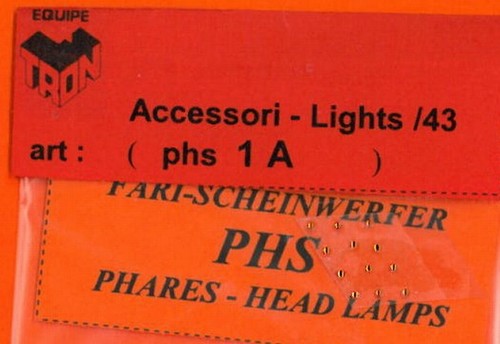 EQUIPE
TRON
Accessori - Lights /43
art : ( phs 1 A )
FARI-SCHEINWERFER
PHS
PHARES - HEAD LAMPS